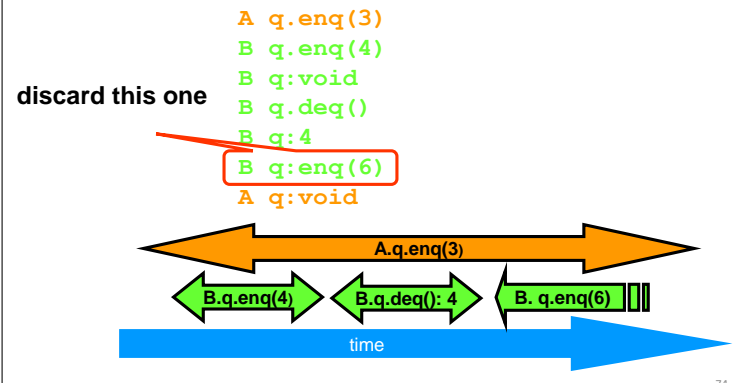 A q.enq(3)
B q.enq(4)
B q:void
discard this one
B q.deq()
B q:4
B q:enq(6)
A q:void
A.q.enq(3)
B.q.enq(4) B.q.deq(): 4 B. q.enq(6)
time